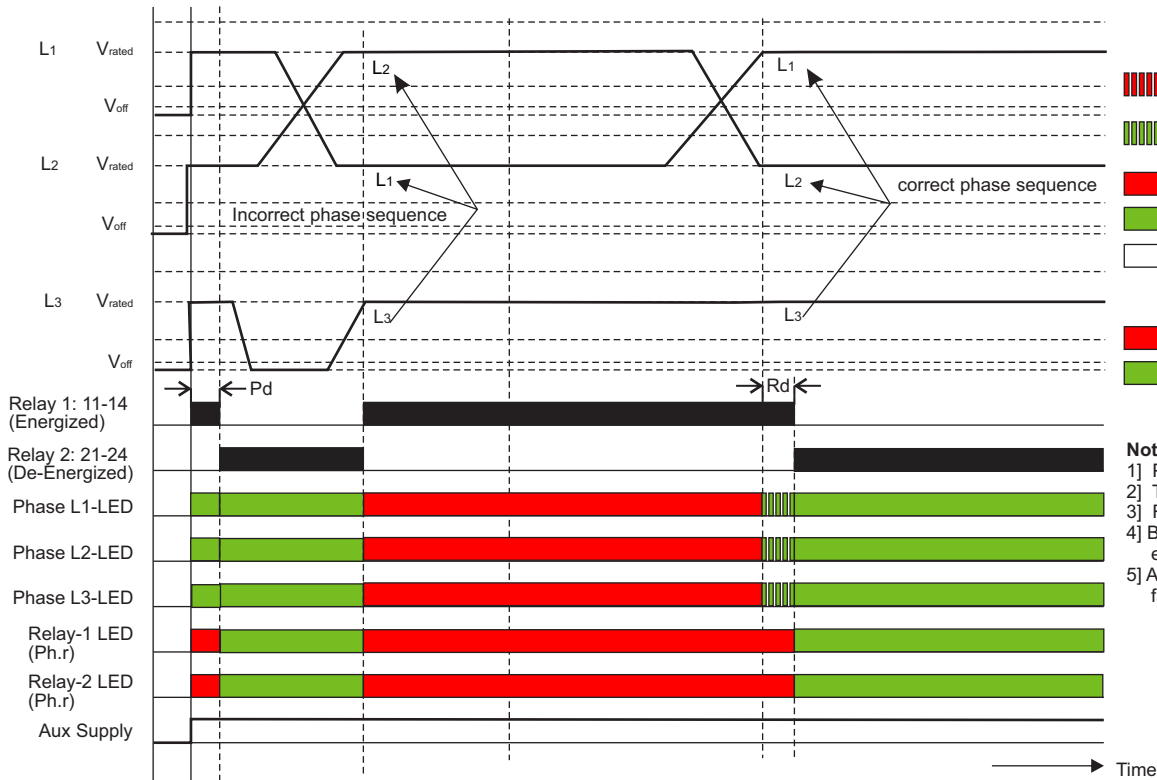 L1 Vrated
Voff
L2 Vrated
Voff
L3 Vrated
Voff
L2
L1
Incorrect phase sequence
L3
L1
L2
correct phase sequence
L3
Pd
Rd
Relay 1: 11-14
(Energized)
Relay 2: 21-24
(De-Energized)
Phase L1-LED
Phase L2-LED
Phase L3-LED
Relay-1 LED
(Ph.r)
Relay-2 LED
(Ph.r)
Aux Supply
Time
Not
1]
2] T
3]
4] B
e
5] A
f